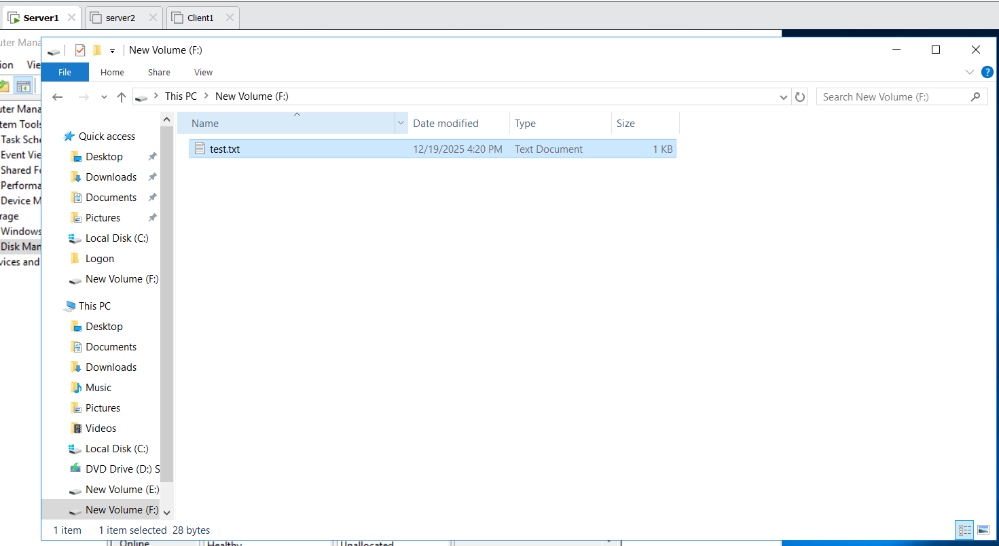 Server1
server2
Client1
uter Mana
ion Vie
uter Mana
tem Tools
Task Sche
Event Vie
Shared Fo
Performa
Device M
rage
Windows
Disk Man
vices and
New Volume (F:)
File Home Share View
This PC > New Volume (F:)
Search New Volume (F:)
Name Date modified Type Size
test.txt 12/19/2025 4:20 PM Text Document 1 KB
Quick access
Desktop
Downloads
Documents
Pictures
Local Disk (C:)
Logon
New Volume (F:)
This PC
Desktop
Documents
Downloads
Music
Pictures
Videos
Local Disk (C:)
DVD Drive (D:) S
New Volume (E:)
New Volume (F:)
1 item 1 item selected 28 bytes
Online Healthy Unallocated